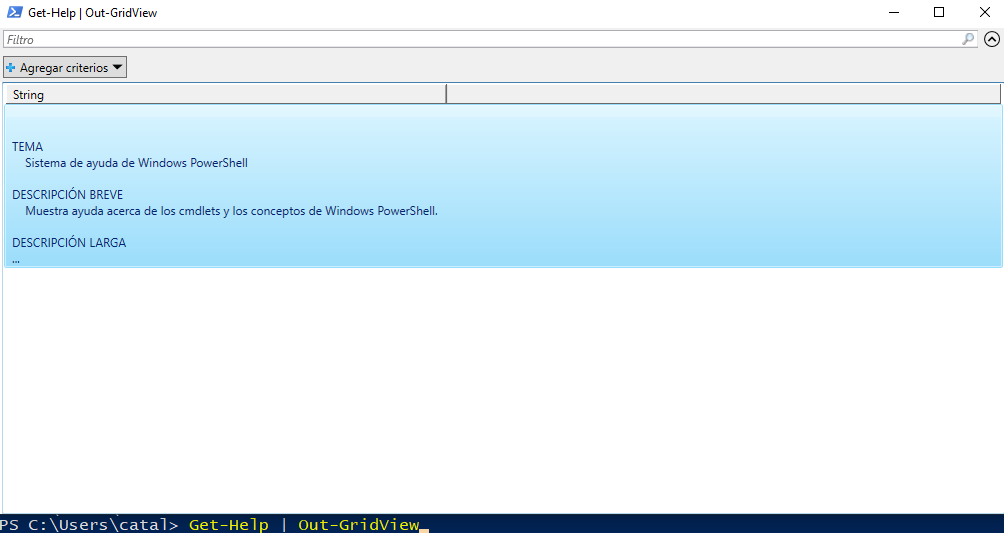 Get-Help | Out-GridView
Filtro
Agregar criterios
String
TEMA
Sistema de ayuda de Windows PowerShell
DESCRIPCIÓN BREVE
Muestra ayuda acerca de los cmdlets y los conceptos de Windows PowerShell.
DESCRIPCIÓN LARGA
...
PS C:\Users\catal> Get-Help | Out-GridView